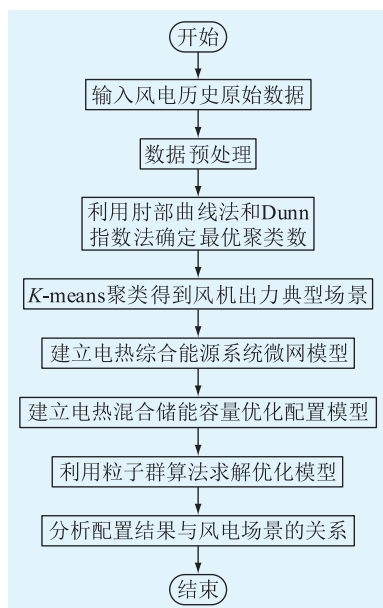 开始
输入风电历史原始数据
数据预处理
利用肘部曲线法和Dunn
指数法确定最优聚类数
K-means聚类得到风机出力典型场景
建立电热综合能源系统微网模型
建立电热混合储能容量优化配置模型
利用粒子群算法求解优化模型
分析配置结果与风电场景的关系
结束